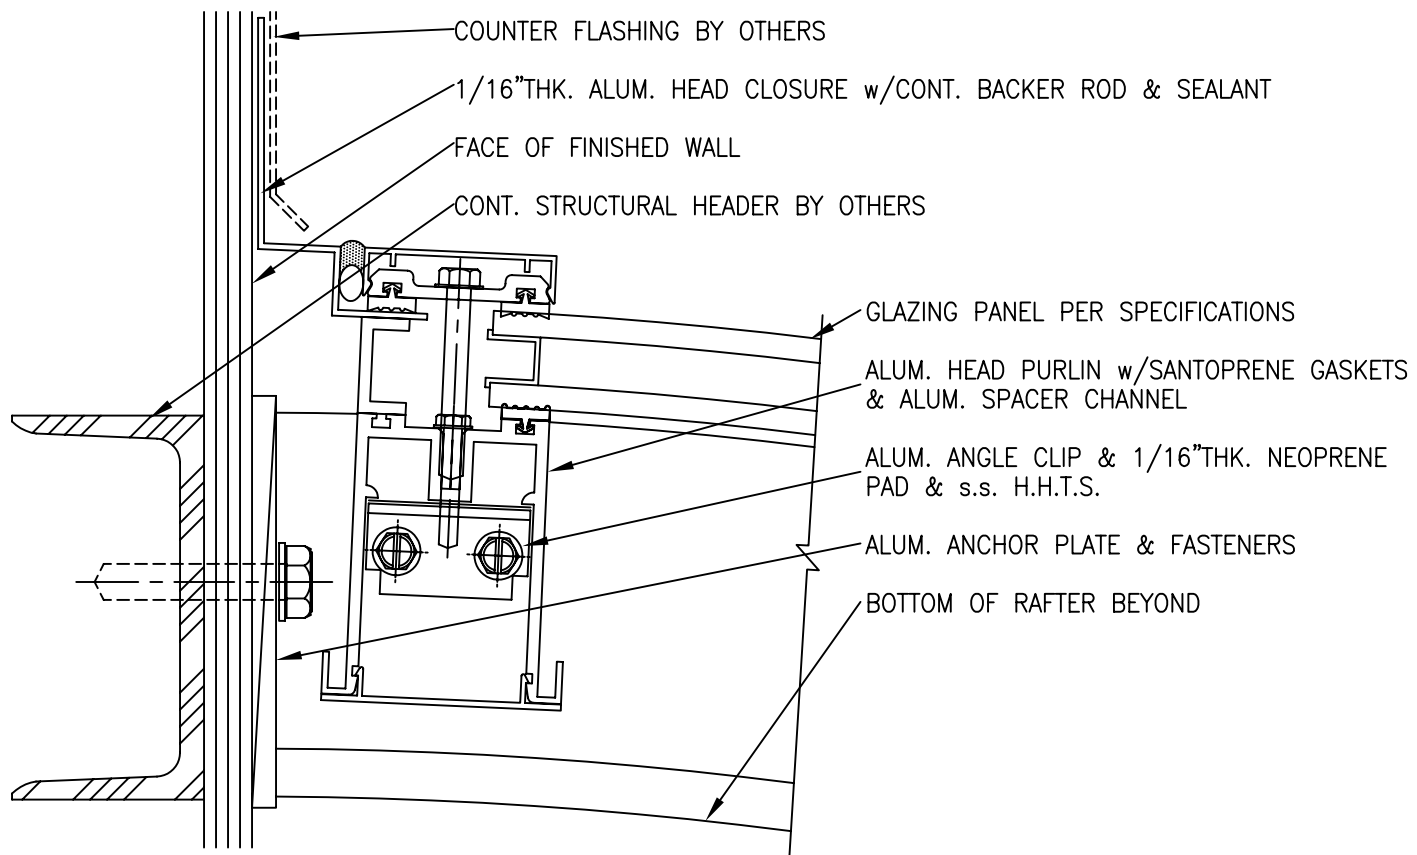 COUNTER FLASHING BY OTHERS
1/16"THK. ALUM. HEAD CLOSURE w/CONT. BACKER ROD & SEALANT
FACE OF FINISHED WALL
CONT. STRUCTURAL HEADER BY OTHERS
GLAZING PANEL PER SPECIFICATIONS
ALUM. HEAD PURLIN w/SANTOPRENE GASKETS
& ALUM. SPACER CHANNEL
ALUM. ANGLE CLIP & 1/16"THK. NEOPRENE
PAD & s.s. H.H.T.S.
ALUM. ANCHOR PLATE & FASTENERS
BOTTOM OF RAFTER BEYOND